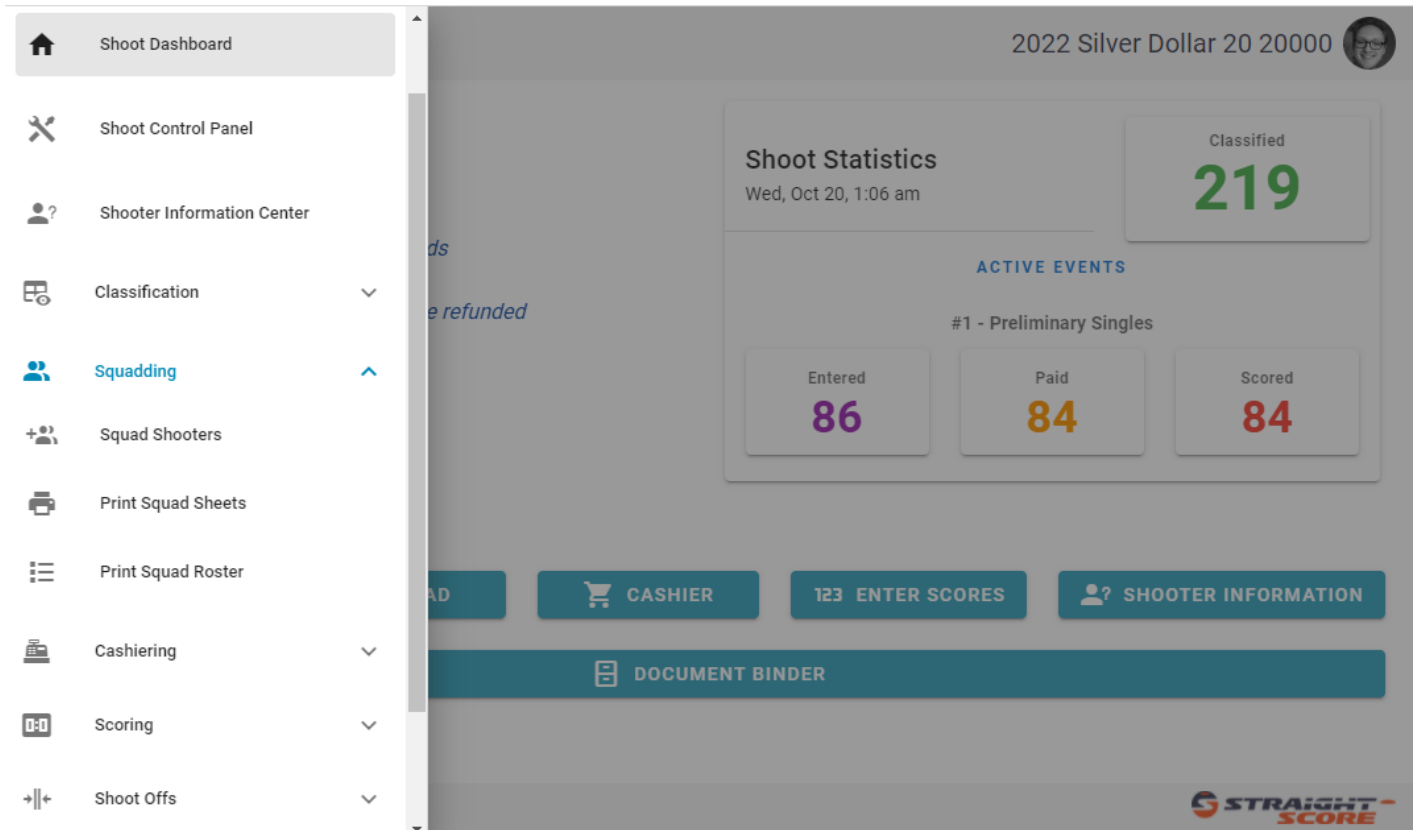 Shoot Dashboard
Shoot Control Panel
?
Shooter Information Center
Classification
Squadding
Squad Shooters
Print Squad Sheets
Print Squad Roster
Cashiering
Scoring
Shoot Offs
2022 Silver Dollar 20 20000
ds
e refunded
Shoot Statistics
Wed, Oct 20, 1:06 am
Classified
219
ACTIVE EVENTS
#1 - Preliminary Singles
Entered
86
Paid
84
Scored
84
AD
CASHIER
123 ENTER SCORES
? SHOOTER INFORMATION
DOCUMENT BINDER
STRAIGHT-
SCORE